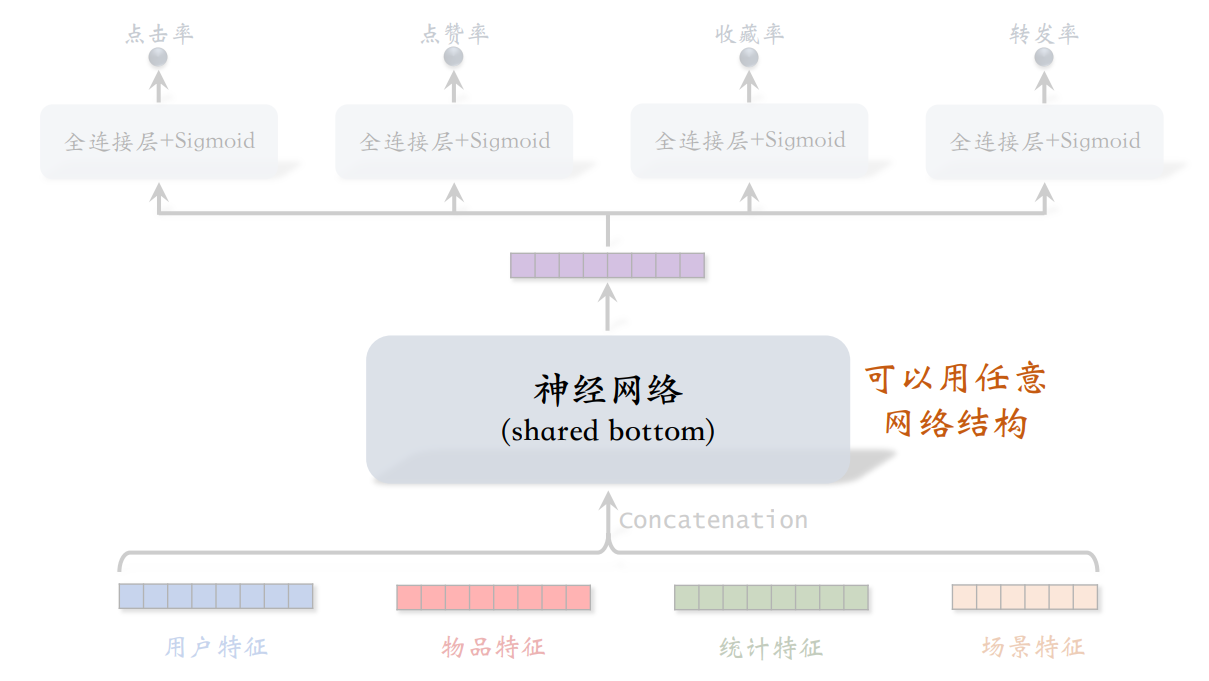 点击率
点赞率
收藏率
转发率
全连接层+Sigmoid
全连接层+Sigmoid
全连接层+Sigmoid
全连接层+Sigmoid
神经网络
(shared bottom)
可以用任意
网络结构
Concatenation
用户特征
物品特征
统计特征
场景特征